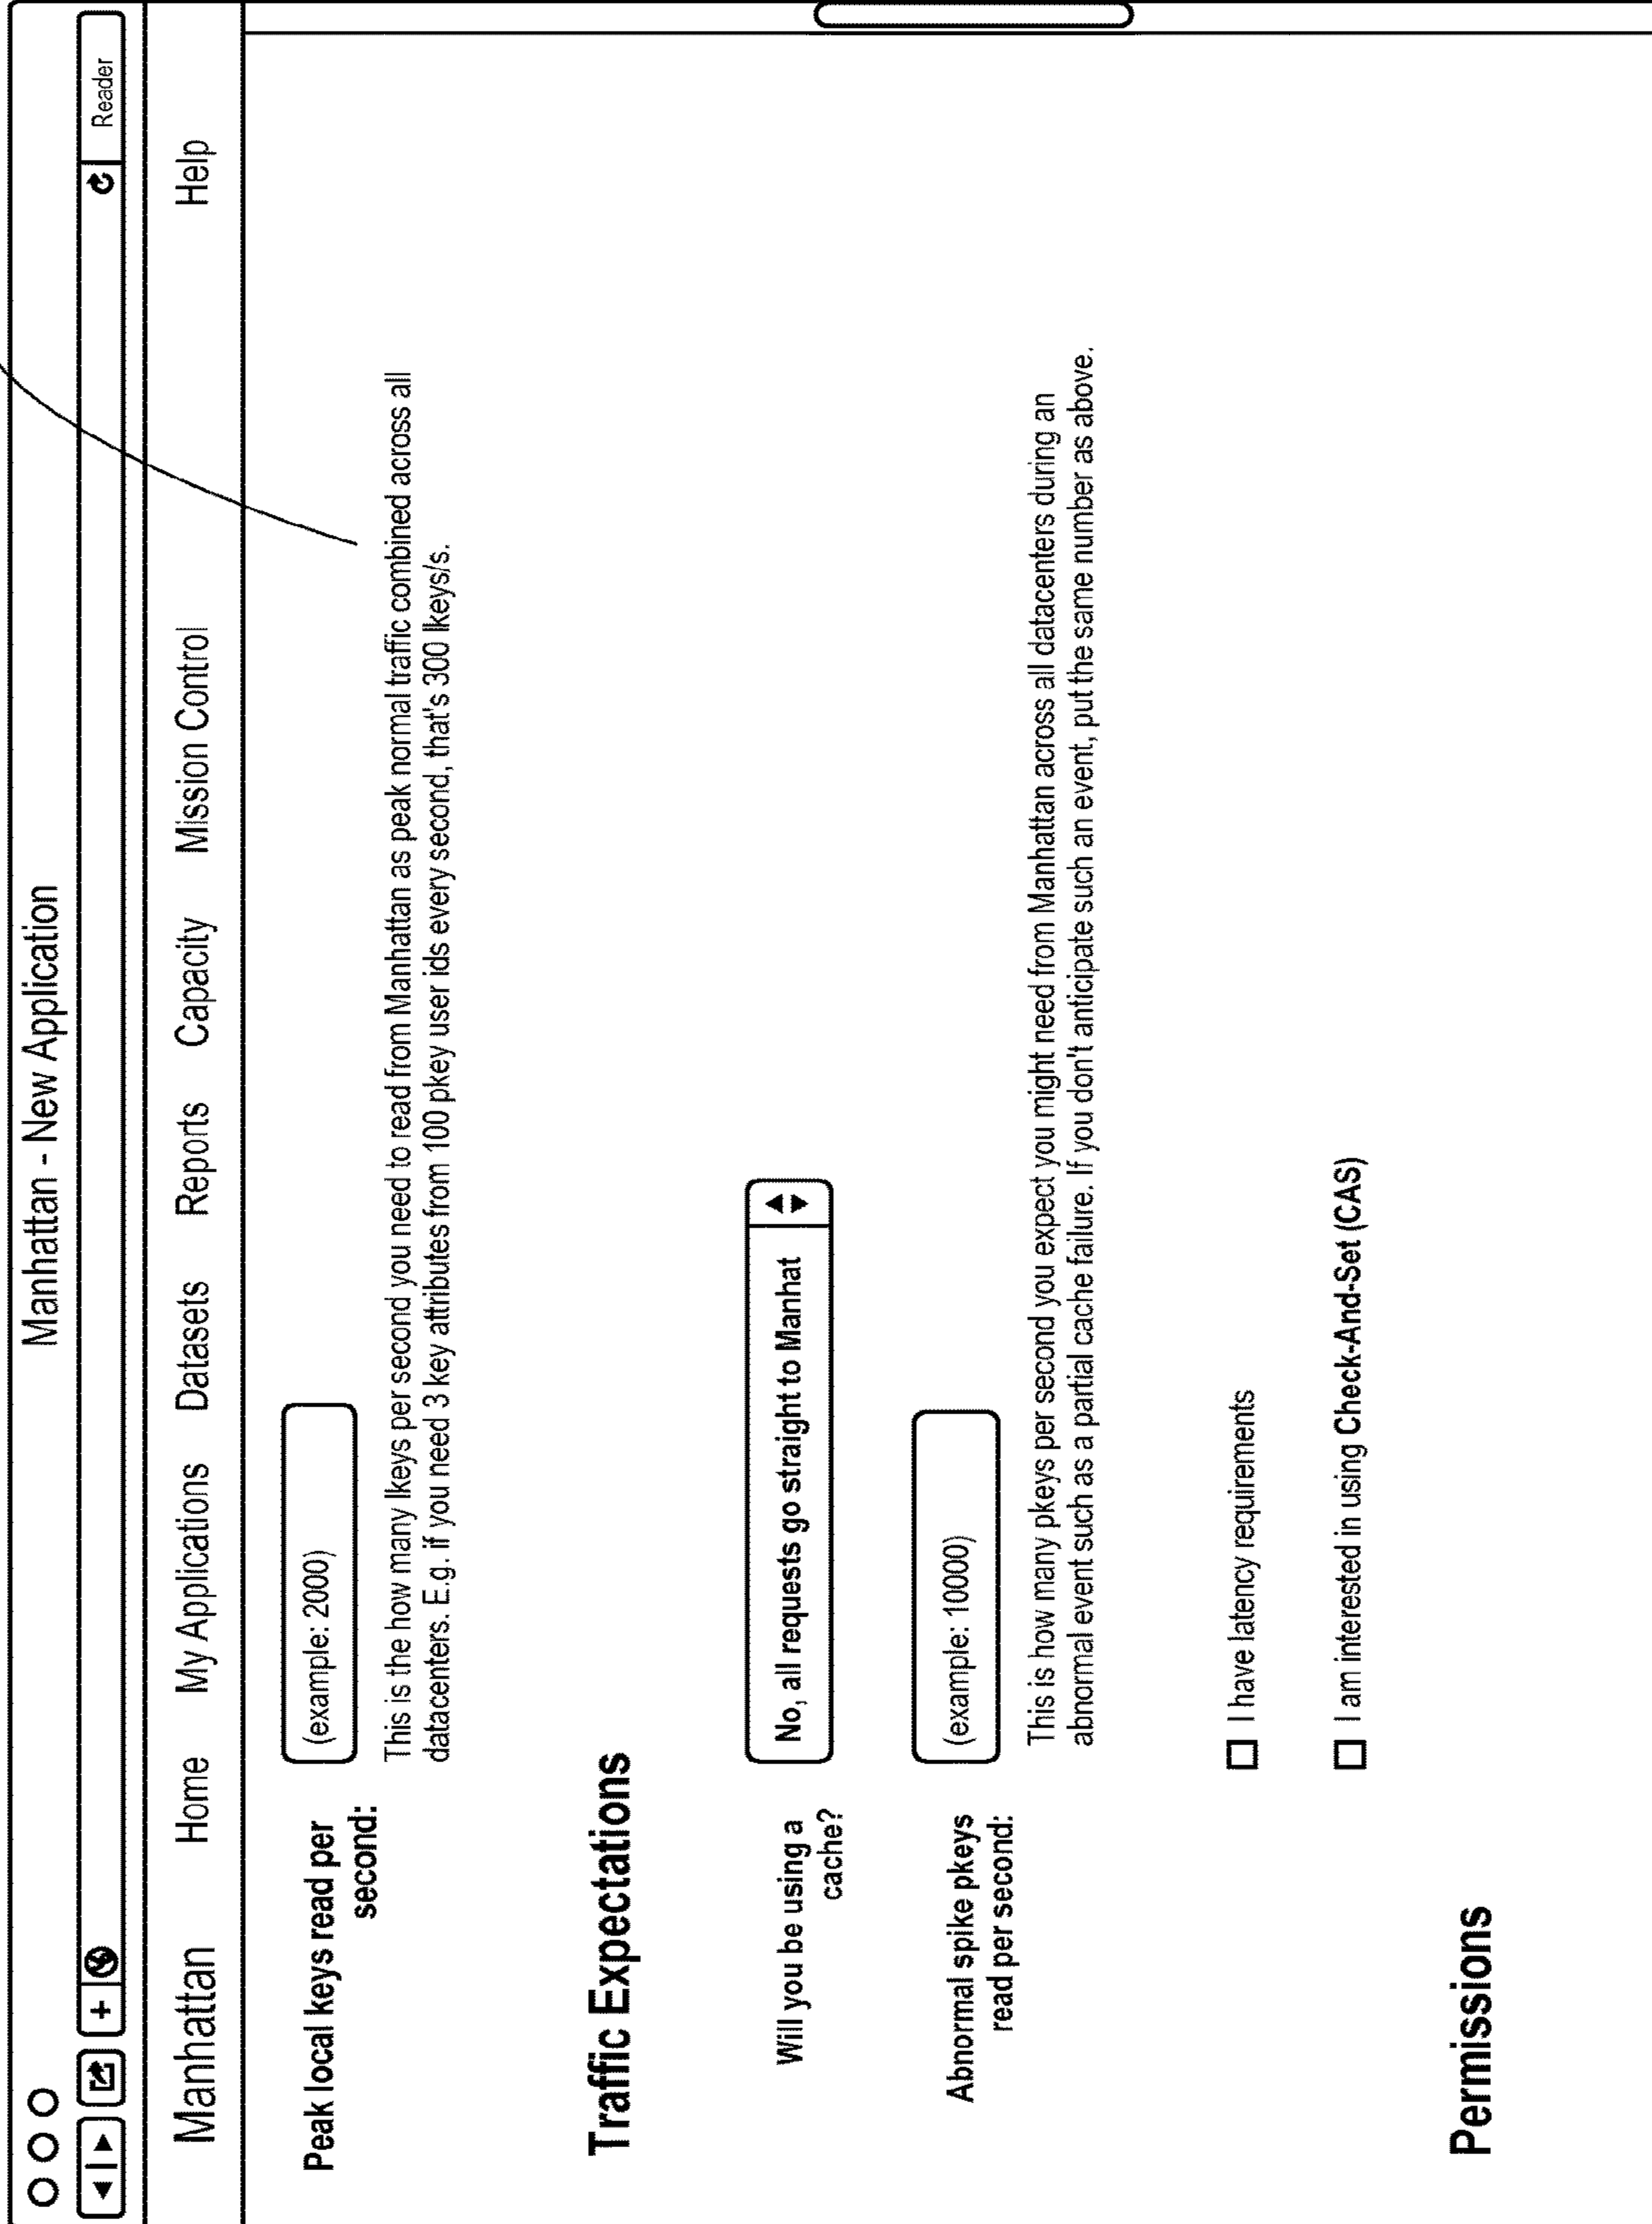 Manhattan - New Application
Reader
Manhattan Home My Applications Datasets Reports Capacity Mission Control Help
Peak local keys read per
second:
(example: 2000)
This is the how many lkeys per second you need to read from Manhattan as peak normal traffic combined across all
datacenters. E.g. if you need 3 key attributes from 100 pkey user ids every second, that's 300 lkeys/s.
Traffic Expectations
Will you be using a
cache?
No, all requests go straight to Manhat
Abnormal spike pkeys
read per second:
(example: 10000)
This is how many pkeys per second you expect you might need from Manhattan across all datacenters during an
abnormal event such as a partial cache failure. If you don't anticipate such an event, put the same number as above.
I have latency requirements
I am interested in using Check-And-Set (CAS)
Permissions